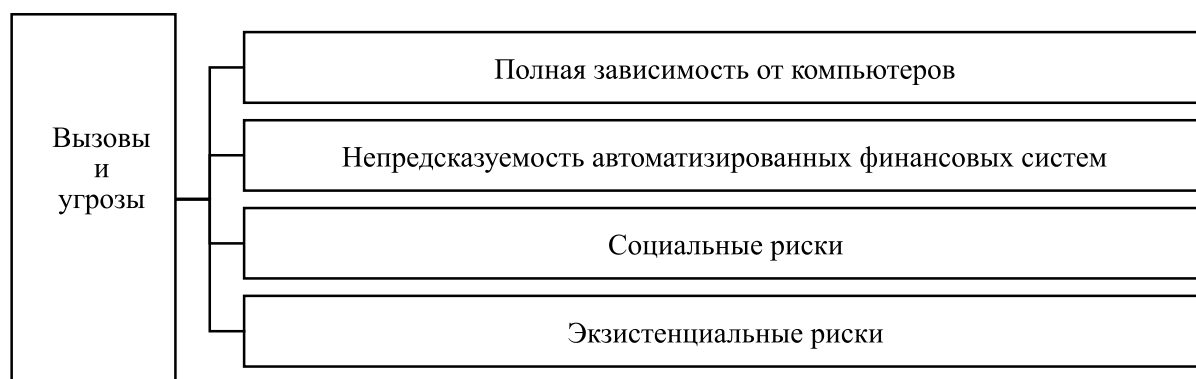 Вызовы
и
угрозы
Полная зависимость от компьютеров
Непредсказуемость автоматизированных финансовых систем
Социальные риски
Экзистенциальные риски